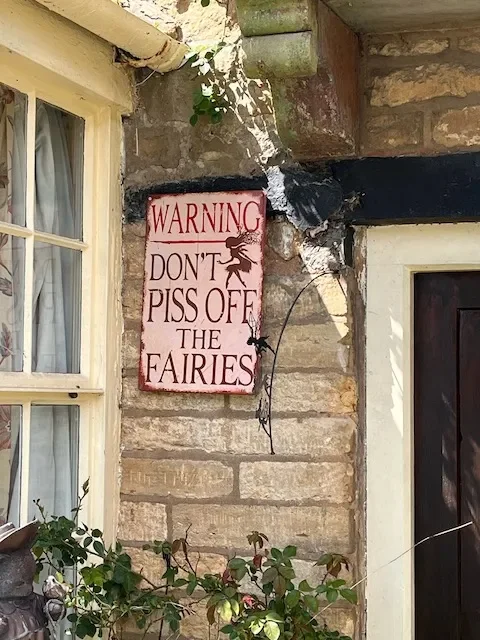 WARNING
DON'T
PISS OFF
THE
FAIRIES